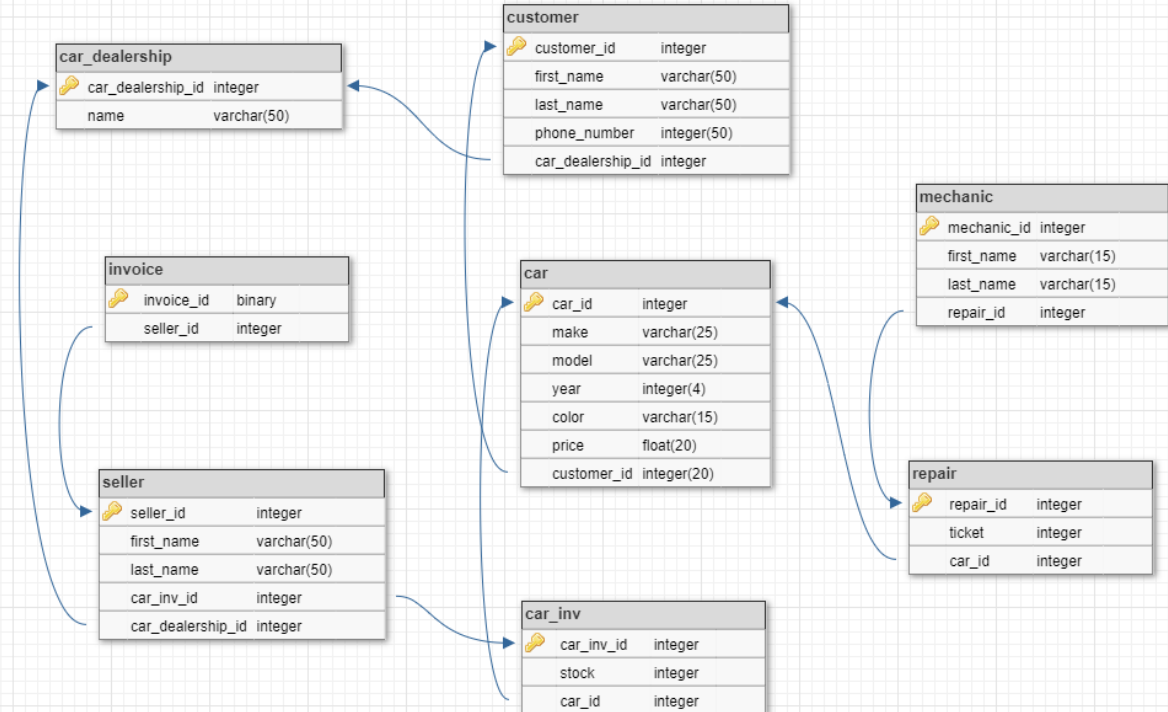 customer
customer_id integer
first_name varchar(50)
last_name varchar(50)
phone_number integer(50)
car_dealership_id integer
car_dealership
car_dealership_id integer
name varchar(50)
mechanic
mechanic_id integer
first_name varchar(15)
last_name varchar(15)
repair_id integer
invoice
invoice_id binary
seller_id integer
car
car_id integer
make varchar(25)
model varchar(25)
year integer(4)
color varchar(15)
price float(20)
customer_id integer(20)
repair
repair_id integer
ticket integer
car_id integer
seller
seller_id integer
first_name varchar(50)
last_name varchar(50)
car_inv_id integer
car_dealership_id integer
car_inv
car_inv_id integer
stock integer
car_id integer